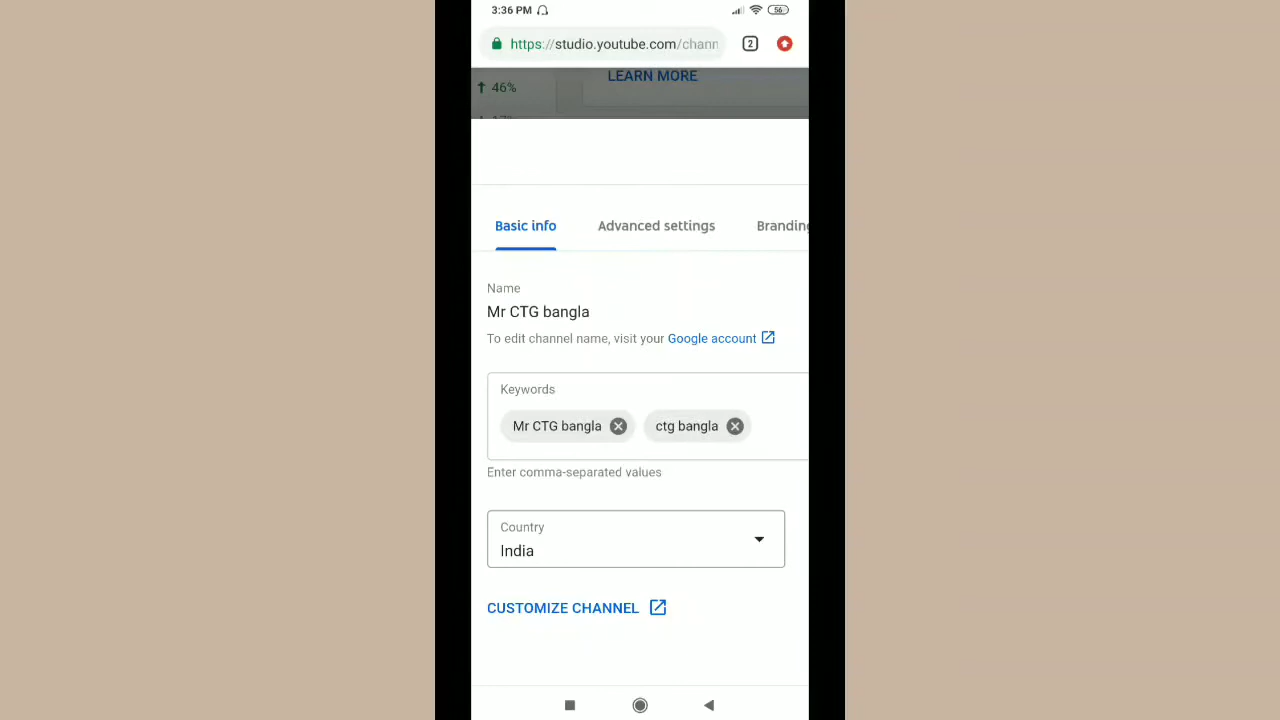 3:36 PM 56
https://studio.youtube.com/chann 2
LEARN MORE
46%
Basic info Advanced settings Branding
Name
Mr CTG bangla
To edit channel name, visit your Google account
Keywords
Mr CTG bangla ctg bangla
Enter comma-separated values
Country
India
CUSTOMIZE CHANNEL